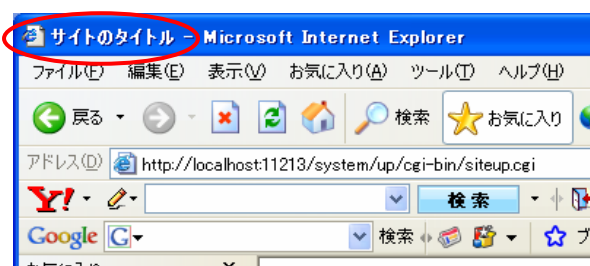 サイトのタイトル - Microsoft Internet Explorer
ファイル(F) 編集(E) 表示(V) お気に入り(A) ツール(T) ヘルプ(H)
戻る 検索 お気に入り
アドレス(D) http://localhost:11213/system/up/cgi-bin/siteup.cgi
Y! 検索
Google G 検索 ブ